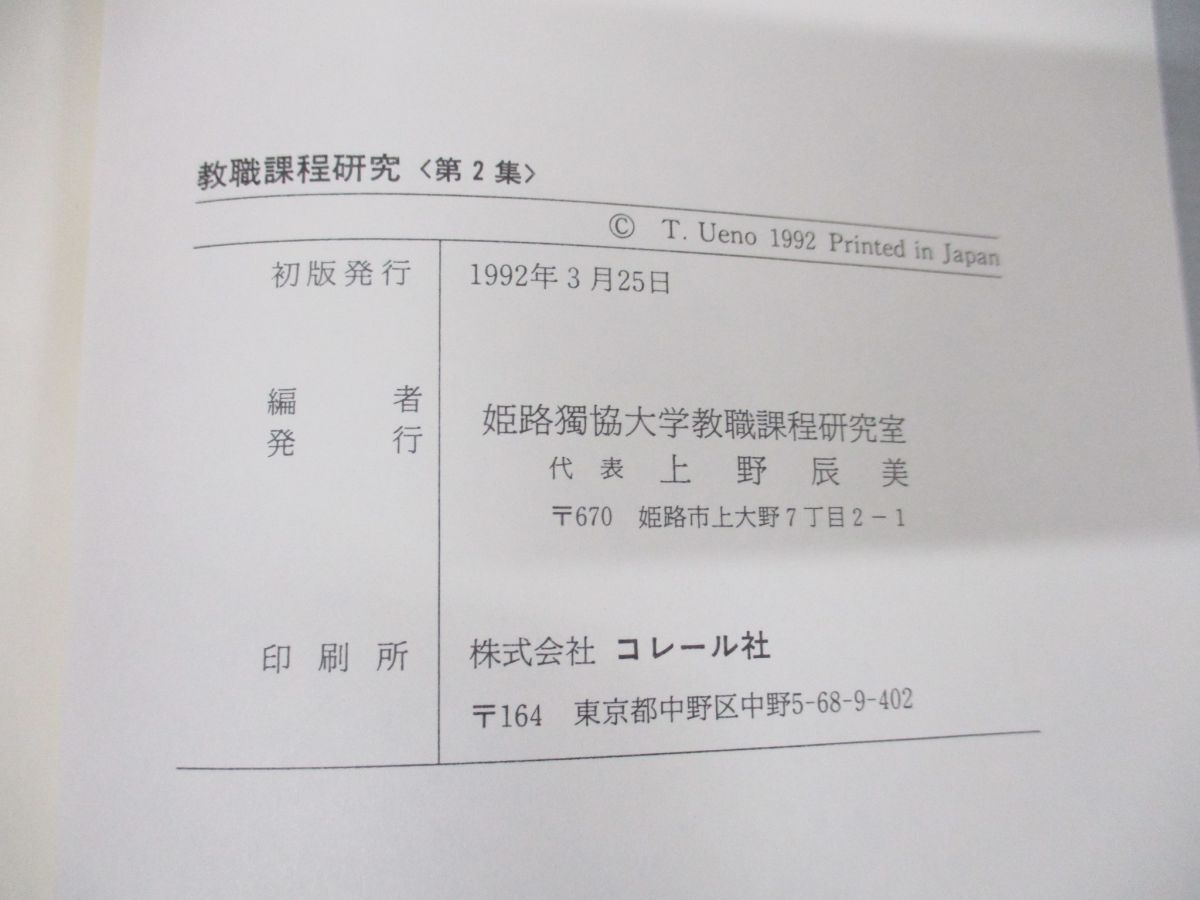 教職課程研究〈第2集〉
© T. Ueno 1992 Printed in Japan
初版発行 1992年3月25日
編者
発行 姫路獨協大学教職課程研究室
代表 上野辰美
〒670 姫路市上大野7丁目2-1
印刷所 株式会社 コレール社
〒164 東京都中野区中野5-68-9-402